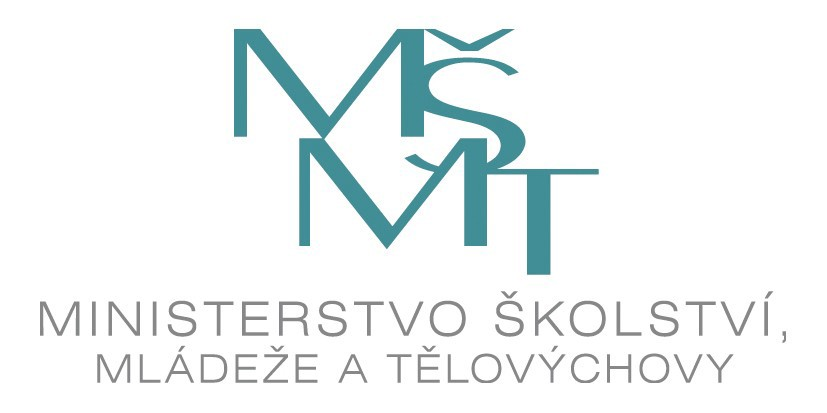 MŠ
MT
MINISTERSTVO ŠKOLSTVÍ,
MLÁDEŽE A TĚLOVÝCHOVY